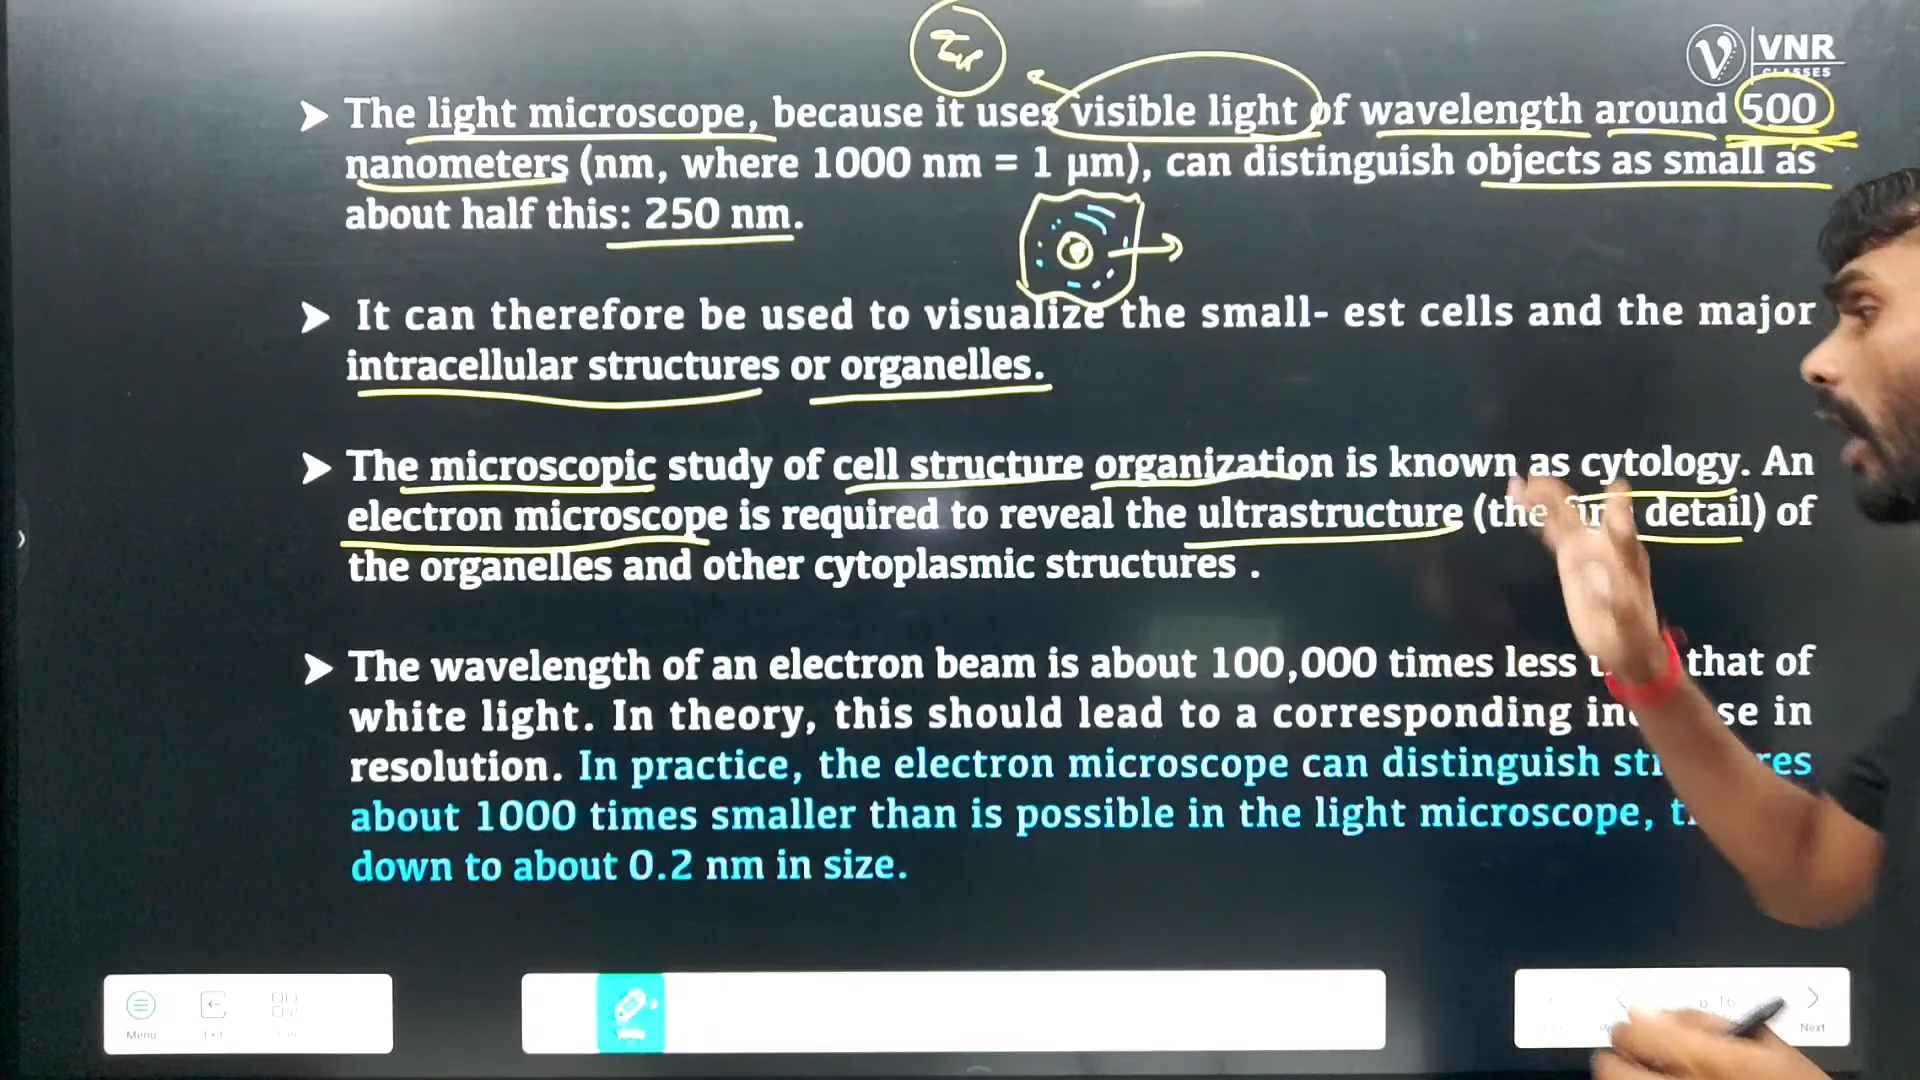 VNR
CLASSES
➤ The light microscope, because it uses visible light of wavelength around 500
nanometers (nm, where 1000 nm = 1 μm), can distinguish objects as small as
about half this: 250 nm.
➤ It can therefore be used to visualize the small- est cells and the major
intracellular structures or organelles.
➤ The microscopic study of cell structure organization is known as cytology. An
electron microscope is required to reveal the ultrastructure (the detail) of
the organelles and other cytoplasmic structures .
➤ The wavelength of an electron beam is about 100,000 times less that of
white light. In theory, this should lead to a corresponding in se in
resolution. In practice, the electron microscope can distinguish st res
about 1000 times smaller than is possible in the light microscope,
down to about 0.2 nm in size.
Menu
Next